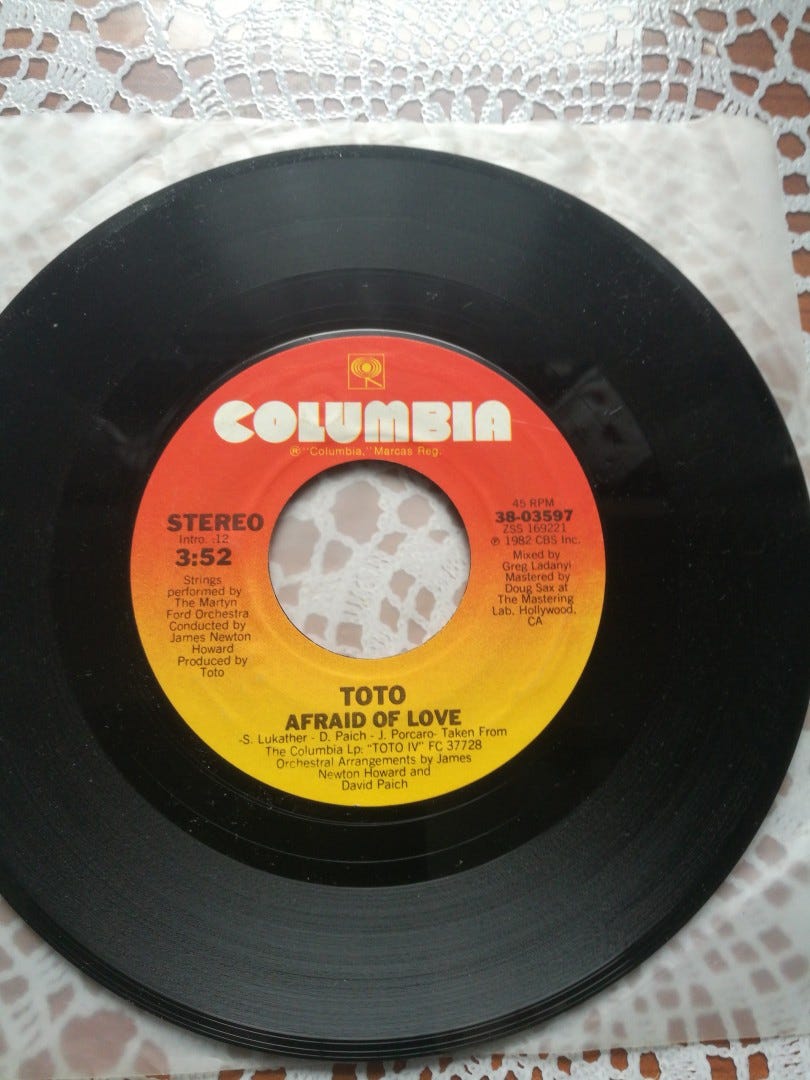 COLUMBIA
®"Columbia," Marcas Reg.
STEREO
Intro. :12
3:52
Strings
performed by
The Martyn
Ford Orchestra
Conducted by
James Newton
Howard
Produced by
Toto
45 RPM
38-03597
ZSS 169221
℗ 1982 CBS Inc.
Mixed by
Greg Ladanyi
Mastered by
Doug Sax at
The Mastering
Lab, Hollywood,
CA
TOTO
AFRAID OF LOVE
-S. Lukather - D. Paich - J. Porcaro- Taken From
The Columbia Lp: "TOTO IV" FC 37728
Orchestral Arrangements by James
Newton Howard and
David Paich